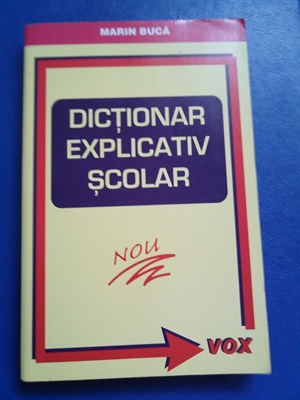 MARIN BUCĂ
DICȚIONAR
EXPLICATIV
ȘCOLAR
NOU
VOX